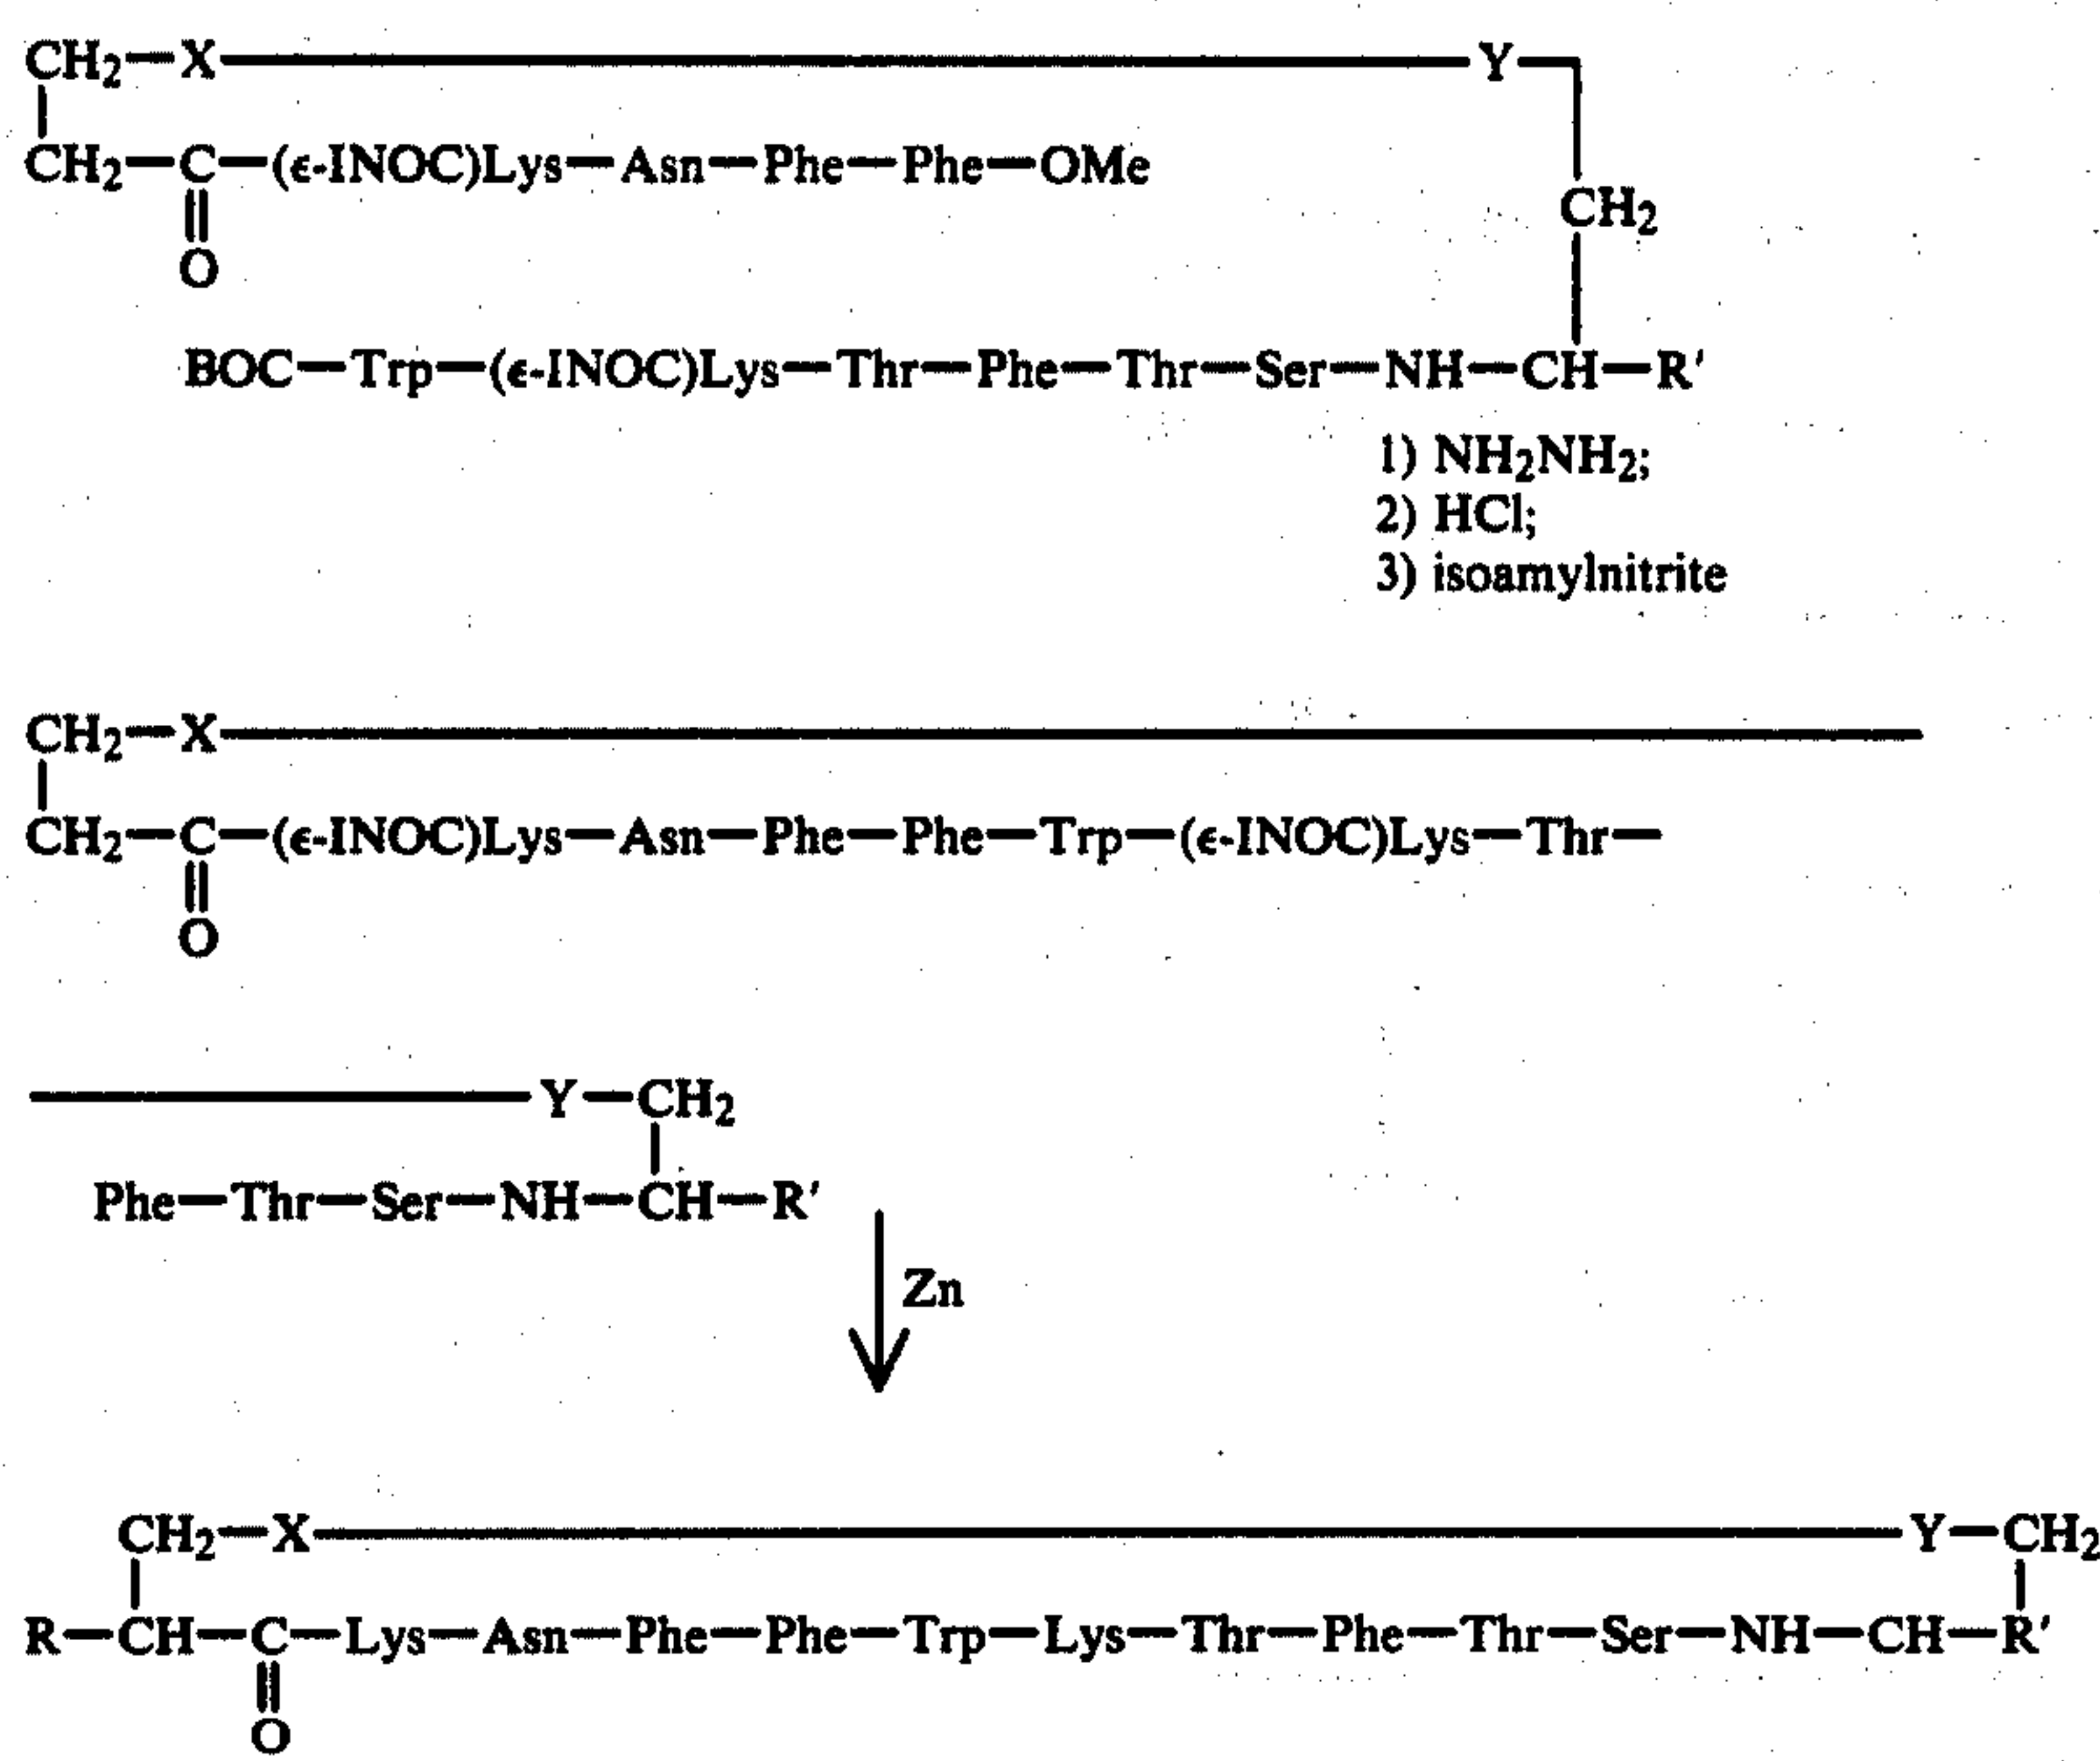 CH₂—X—Y
CH₂—C—(ε-INOC)Lys—Asn—Phe—Phe—OMe
CH₂
O
BOC—Trp—(ε-INOC)Lys—Thr—Phe—Thr—Ser—NH—CH—R'
1) NH₂NH₂;
2) HCl;
3) isoamylnitrite
CH₂—X—
CH₂—C—(ε-INOC)Lys—Asn—Phe—Phe—Trp—(ε-INOC)Lys—Thr—
O
—Y—CH₂
Phe—Thr—Ser—NH—CH—R'
Zn
CH₂—X—Y—CH₂
R—CH—C—Lys—Asn—Phe—Phe—Trp—Lys—Thr—Phe—Thr—Ser—NH—CH—R'
O